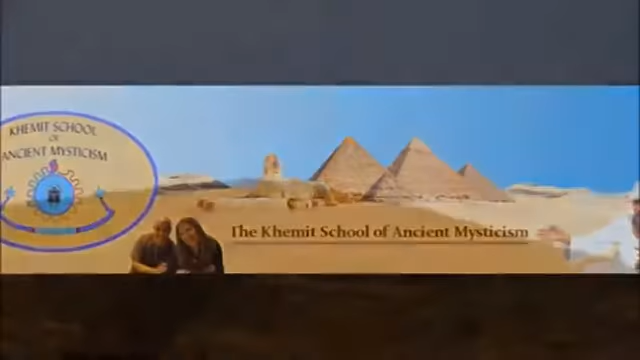 KHEMIT SCHOOL
OF
ANCIENT MYSTICISM
The Khemit School of Ancient Mysticism